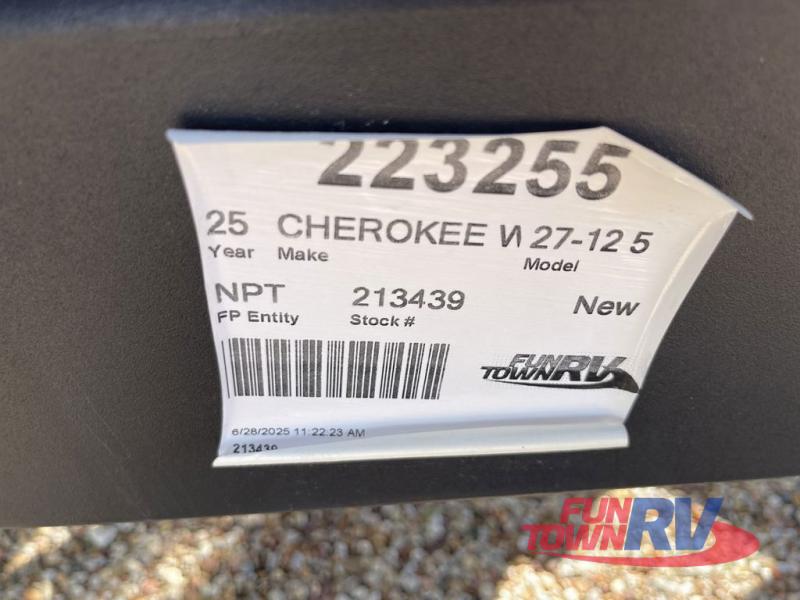 223255
25 CHEROKEE W 27-12 5
Year Make Model
NPT 213439 New
FP Entity Stock #
FUN
TOWN RV
6/28/2025 11:22:23 AM
213439
FUN
TOWN RV